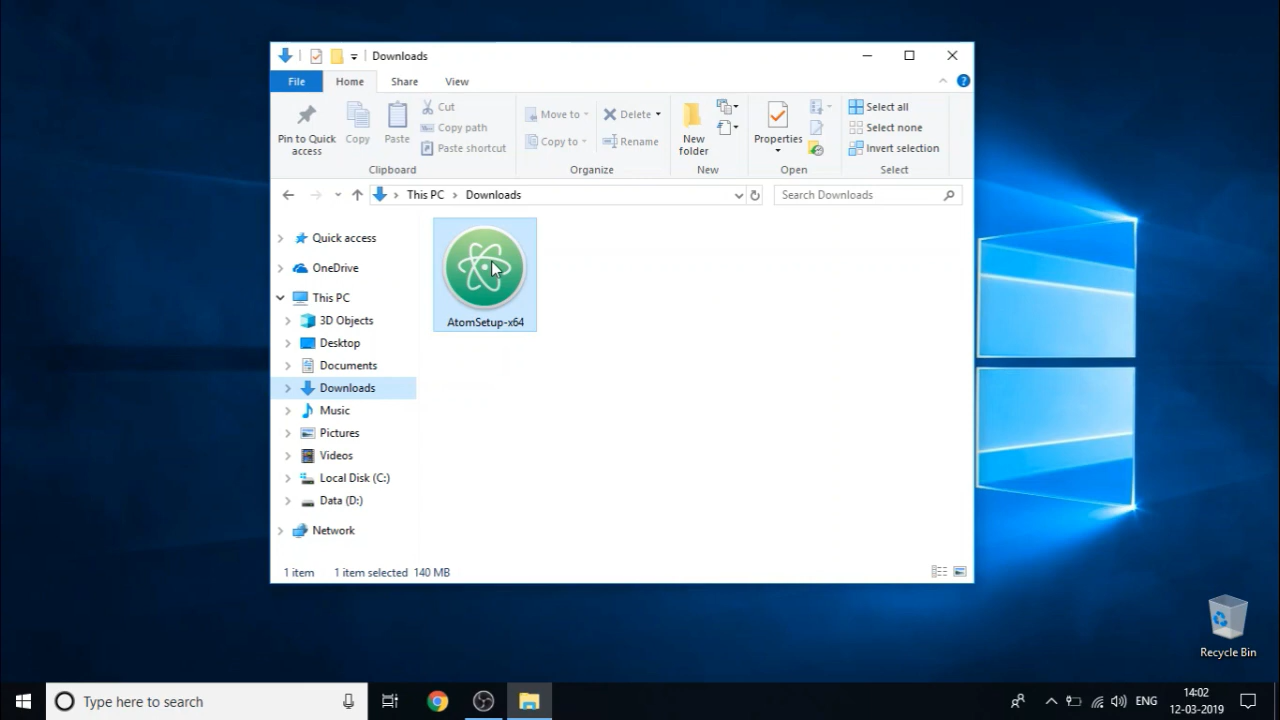 Downloads
File Home Share View
Pin to Quick access
Copy
Paste
Cut
Copy path
Paste shortcut
Clipboard
Move to
Copy to
Delete
Rename
Organize
New folder
New
Properties
Open
Select all
Select none
Invert selection
Select
This PC Downloads
Search Downloads
Quick access
OneDrive
This PC
3D Objects
Desktop
Documents
Downloads
Music
Pictures
Videos
Local Disk (C:)
Data (D:)
Network
AtomSetup-x64
1 item 1 item selected 140 MB
Recycle Bin
Type here to search
ENG
14:02
12-03-2019